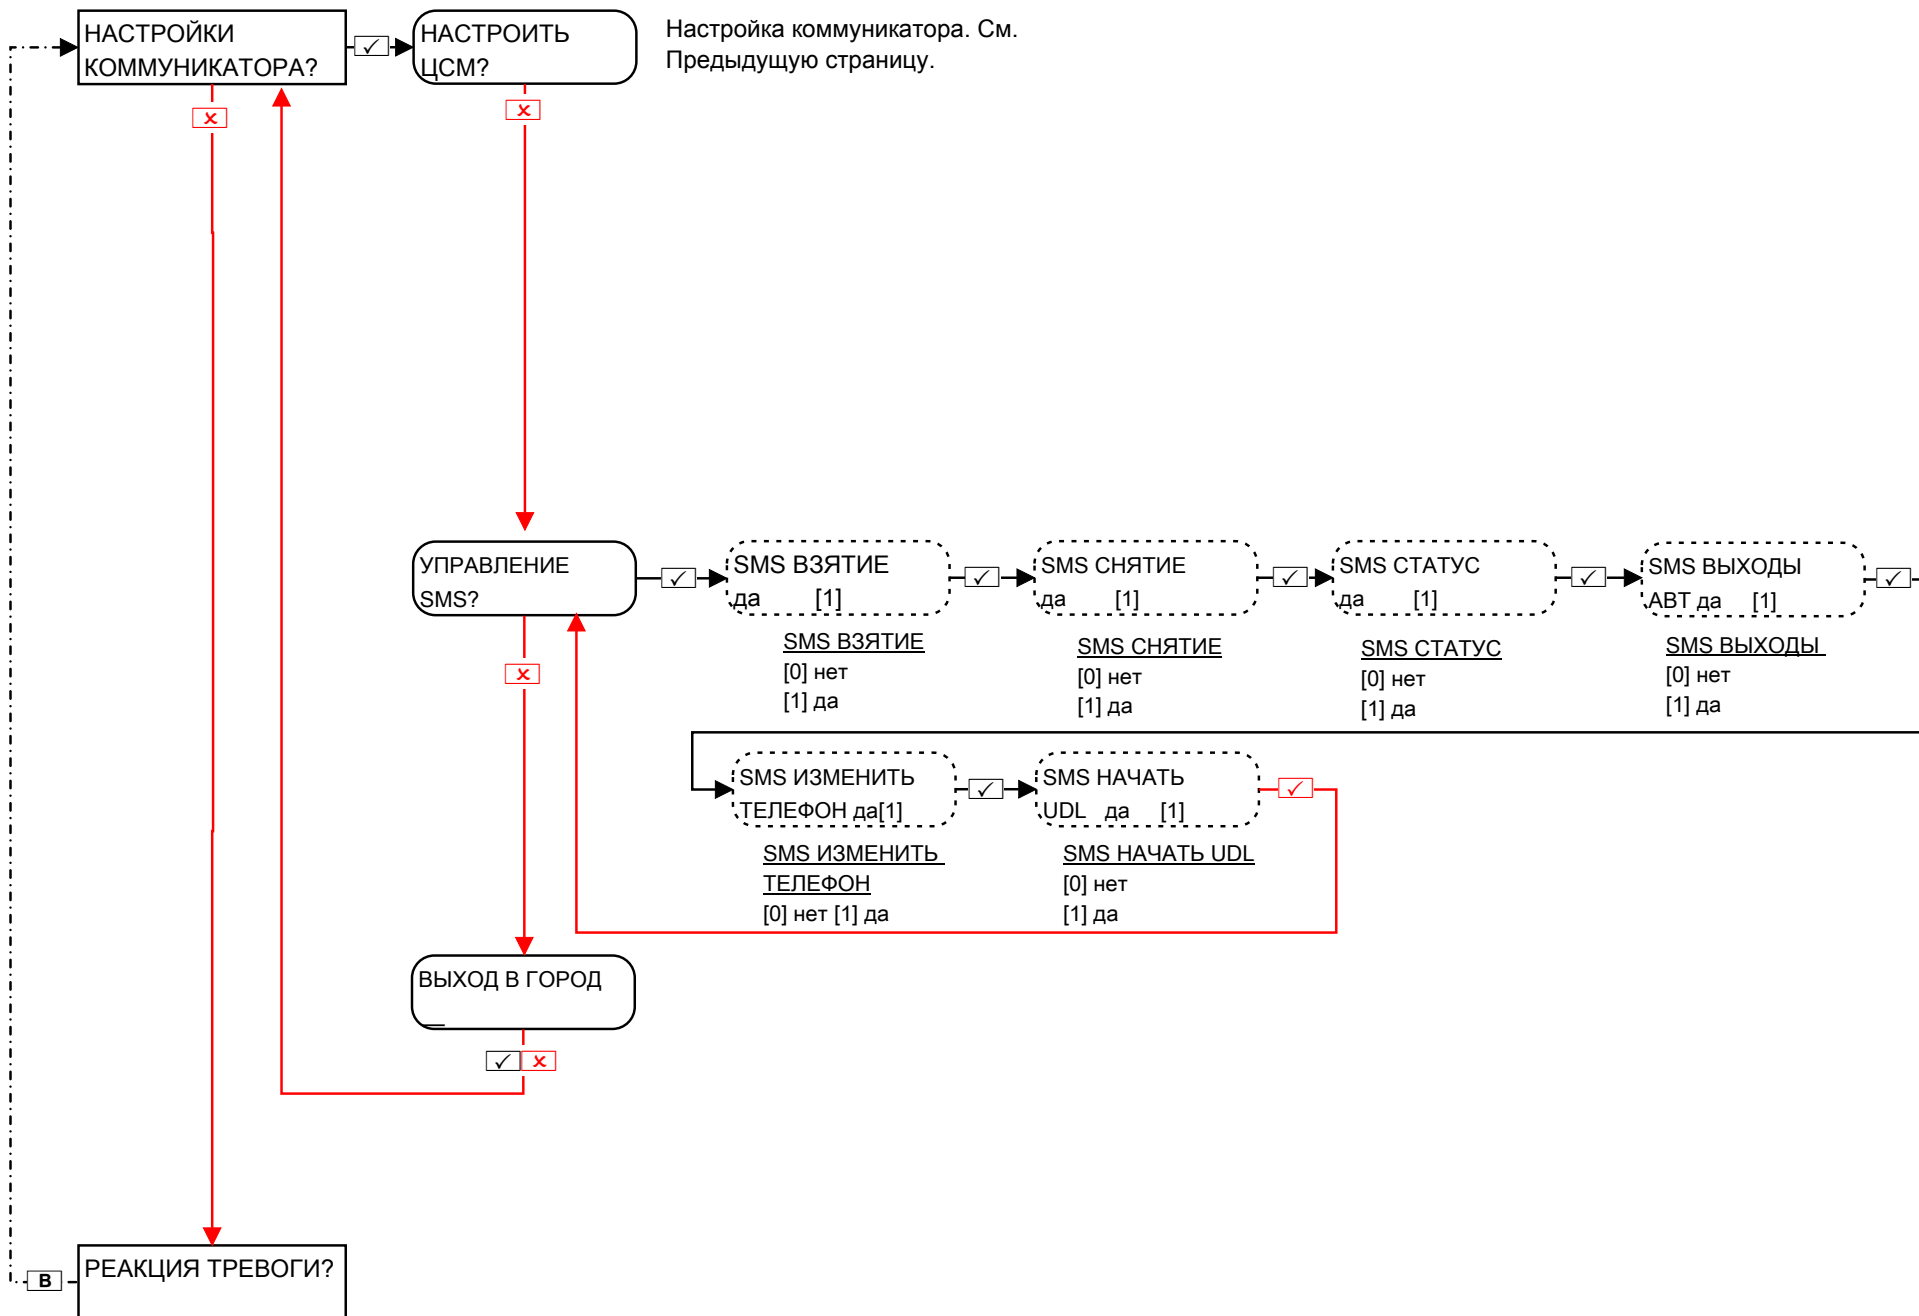 НАСТРОЙКИ
КОММУНИКАТОРА?
✓
НАСТРОИТЬ
ЦСМ?
Настройка коммуникатора. См.
Предыдущую страницу.
x
x
УПРАВЛЕНИЕ
SMS?
✓
SMS ВЗЯТИЕ
да [1]
✓
SMS СНЯТИЕ
да [1]
✓
SMS СТАТУС
да [1]
✓
SMS ВЫХОДЫ
АВТ да [1]
✓
SMS ВЗЯТИЕ
[0] нет
[1] да
SMS СНЯТИЕ
[0] нет
[1] да
SMS СТАТУС
[0] нет
[1] да
SMS ВЫХОДЫ
[0] нет
[1] да
x
SMS ИЗМЕНИТЬ
ТЕЛЕФОН да[1]
✓
SMS НАЧАТЬ
UDL да [1]
✓
SMS ИЗМЕНИТЬ
ТЕЛЕФОН
[0] нет [1] да
SMS НАЧАТЬ UDL
[0] нет
[1] да
ВЫХОД В ГОРОД
__
✓ x
B
РЕАКЦИЯ ТРЕВОГИ?